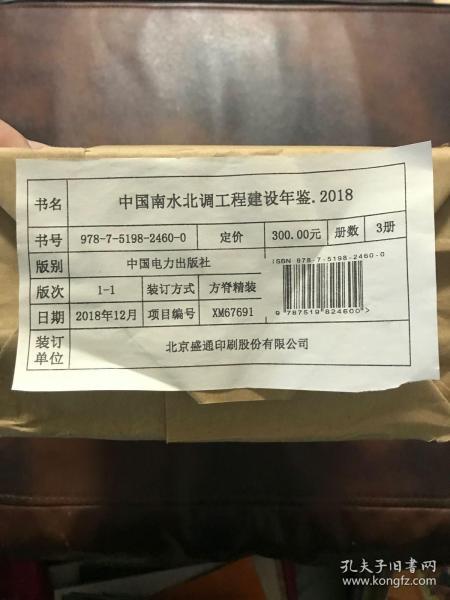 书名 中国南水北调工程建设年鉴.2018
书号 978-7-5198-2460-0 定价 300.00元 册数 3册
版别 中国电力出版社
ISBN 978-7-5198-2460-0
版次 1-1 装订方式 方脊精装
日期 2018年12月 项目编号 XM67691
9 787519 824600>
装订单位 北京盛通印刷股份有限公司
孔夫子旧书网
www.kongfz.com